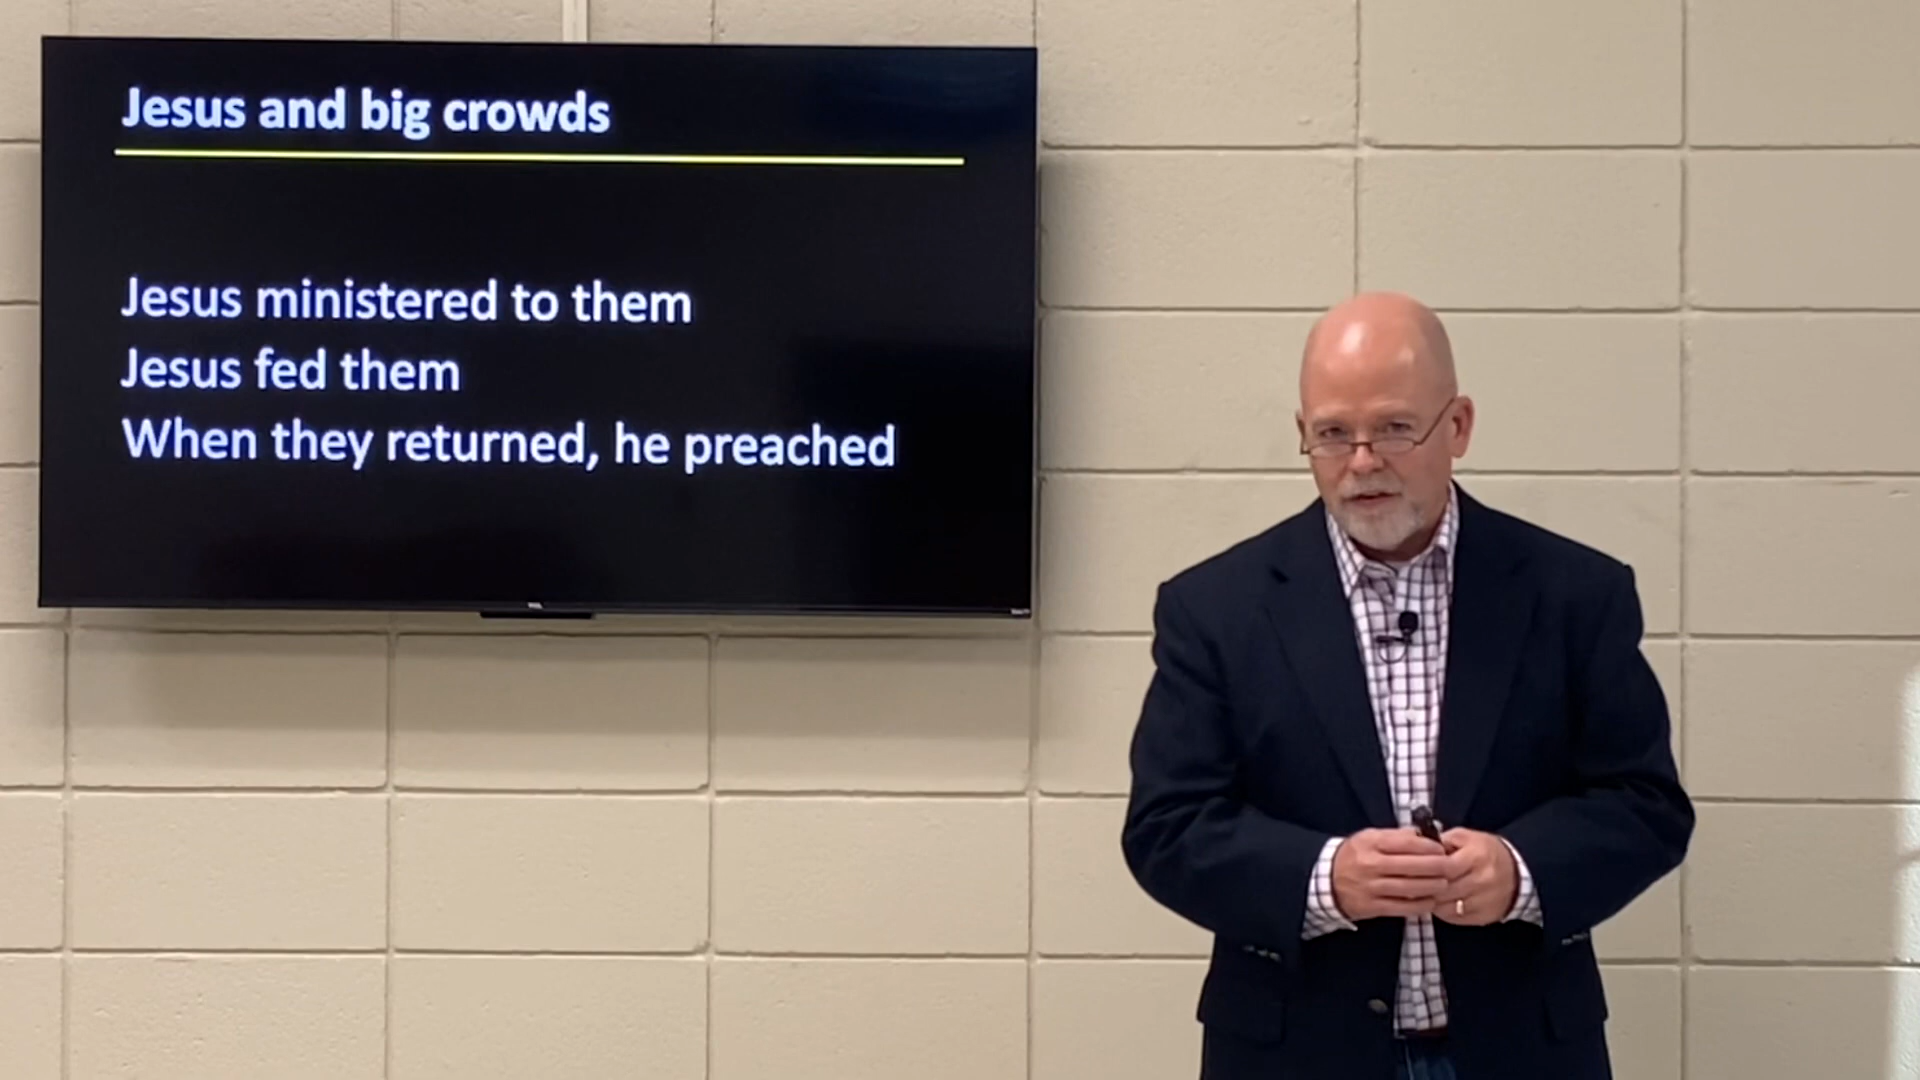 Jesus and big crowds
Jesus ministered to them
Jesus fed them
When they returned, he preached